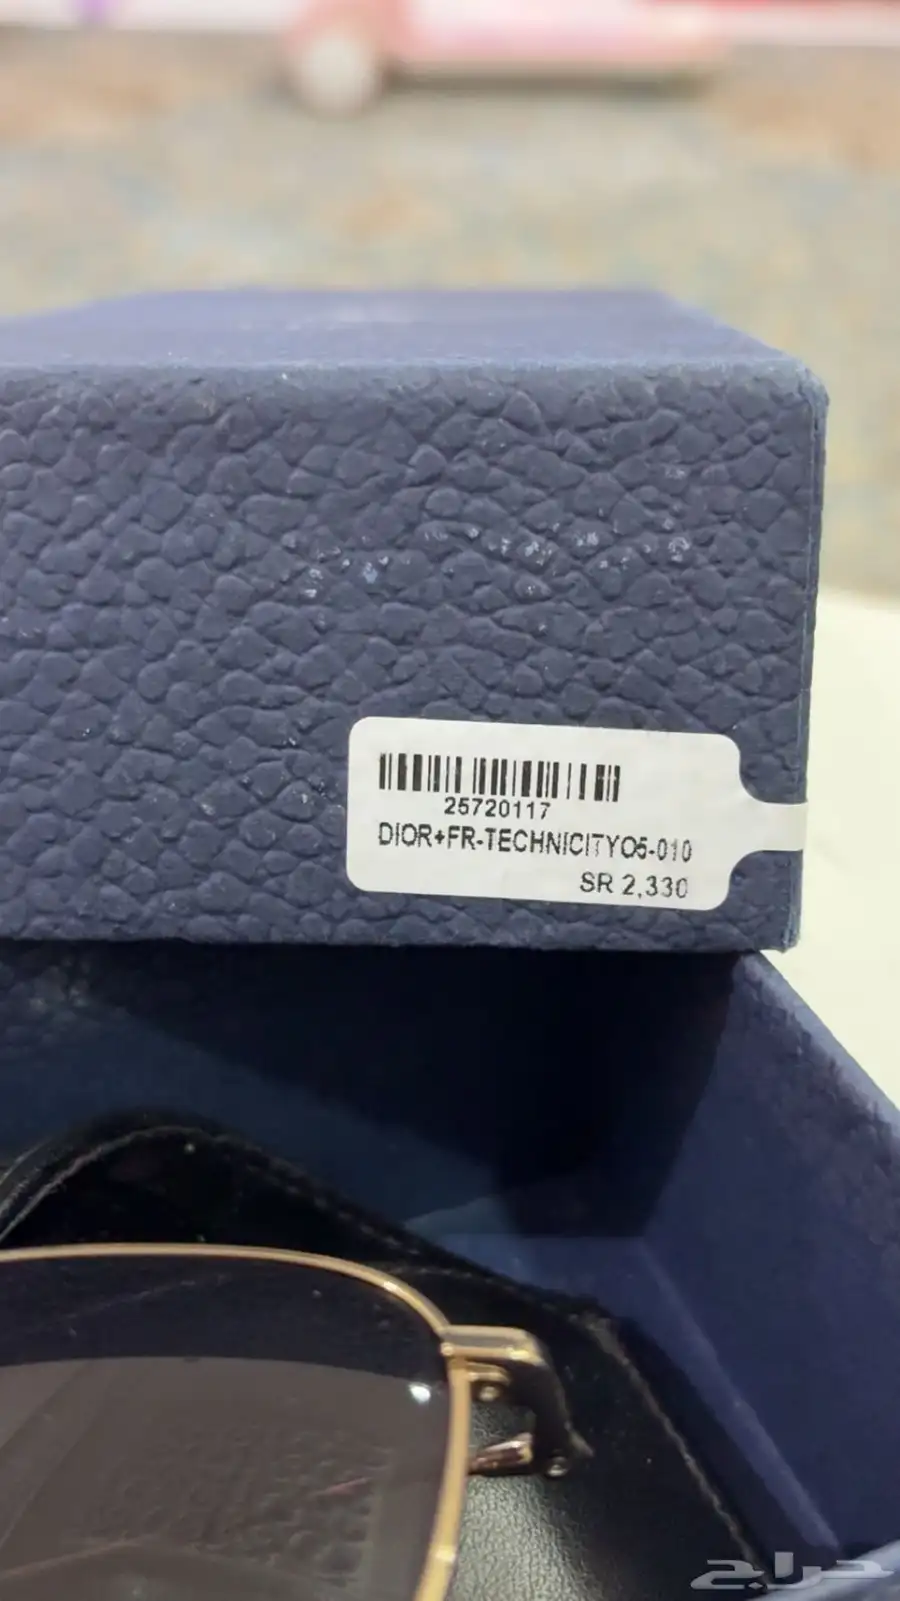 25720117
DIOR+FR-TECHNICITYO5-010
SR 2,330
حراج